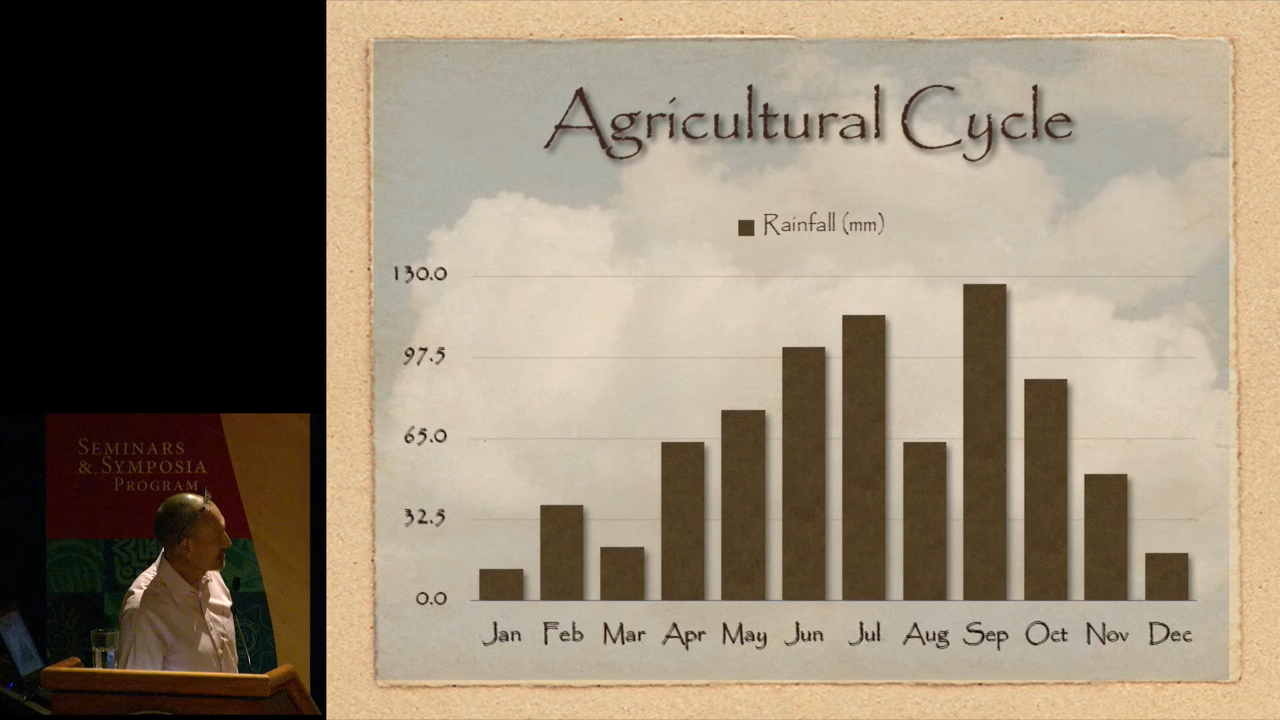 Agricultural Cycle
Rainfall (mm)
130.0
97.5
65.0
32.5
0.0
Jan Feb Mar Apr May Jun Jul Aug Sep Oct Nov Dec
SEMINARS
& SYMPOSIA
PROGRAM